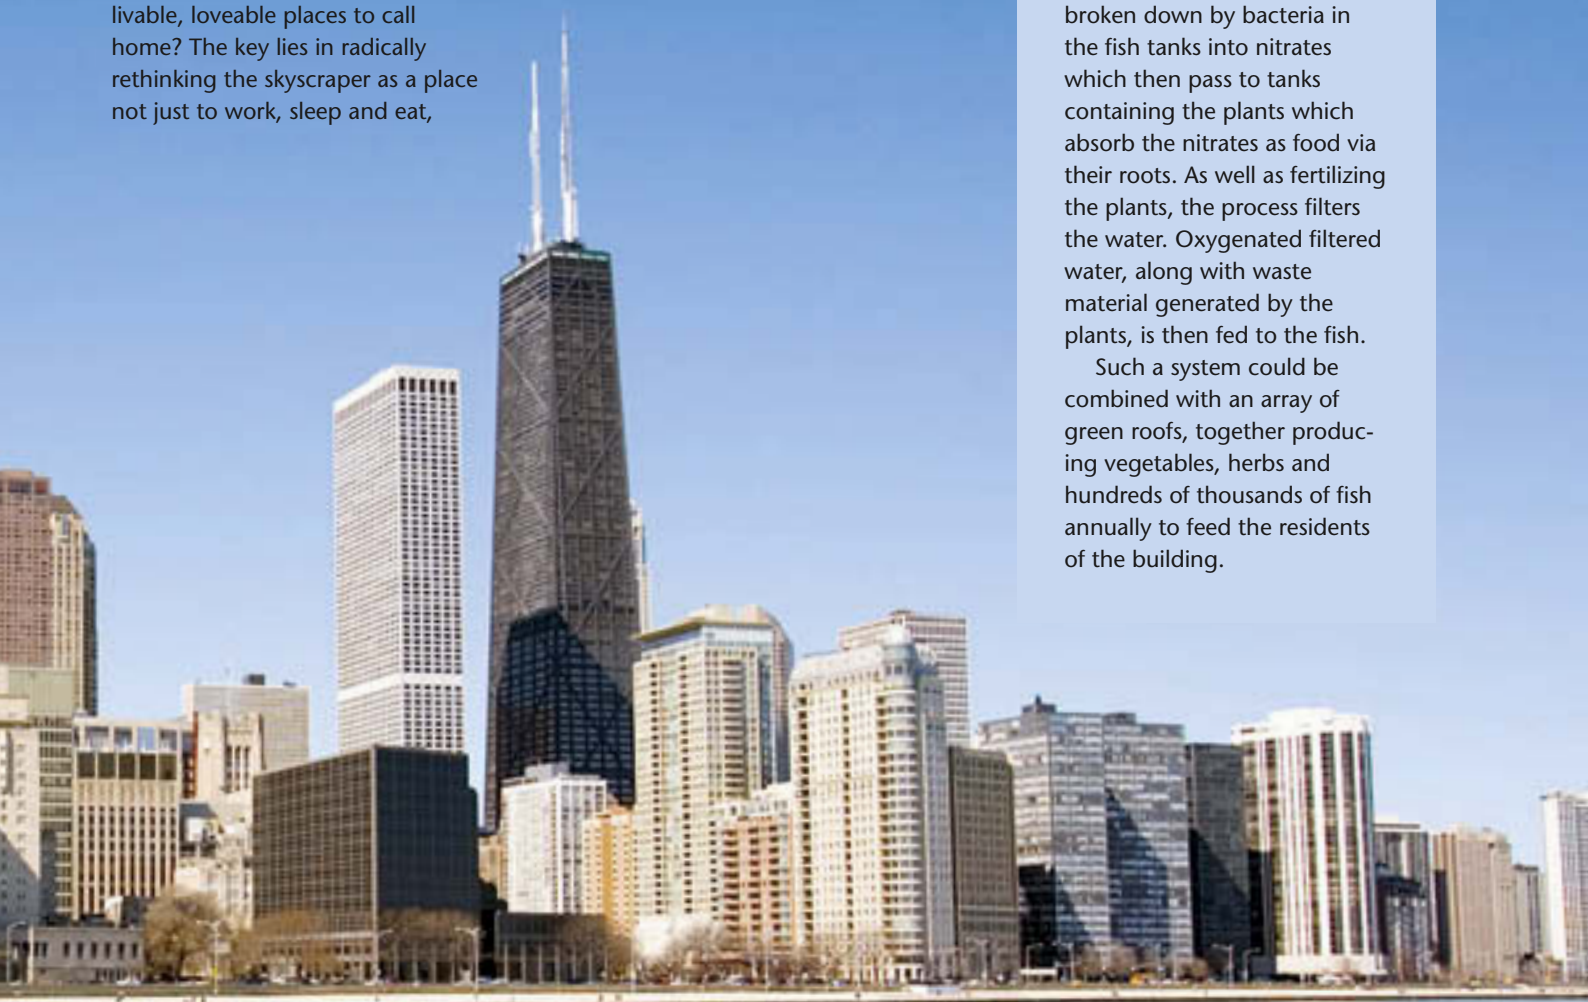 livable, loveable places to call
home? The key lies in radically
rethinking the skyscraper as a place
not just to work, sleep and eat,
broken down by bacteria in
the fish tanks into nitrates
which then pass to tanks
containing the plants which
absorb the nitrates as food via
their roots. As well as fertilizing
the plants, the process filters
the water. Oxygenated filtered
water, along with waste
material generated by the
plants, is then fed to the fish.
Such a system could be
combined with an array of
green roofs, together produc-
ing vegetables, herbs and
hundreds of thousands of fish
annually to feed the residents
of the building.